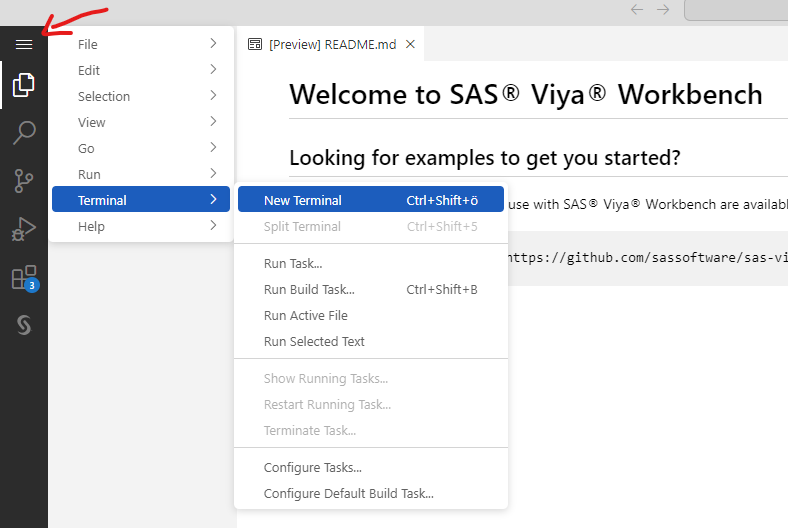 File
Edit
Selection
View
Go
Run
Terminal
Help
3
[Preview] README.md
Welcome to SAS® Viya® Workbench
Looking for examples to get you started?
use with SAS® Viya® Workbench are availab
https://github.com/sassoftware/sas-vi
New Terminal Ctrl+Shift+ö
Split Terminal Ctrl+Shift+5
Run Task...
Run Build Task... Ctrl+Shift+B
Run Active File
Run Selected Text
Show Running Tasks...
Restart Running Task...
Terminate Task...
Configure Tasks...
Configure Default Build Task...